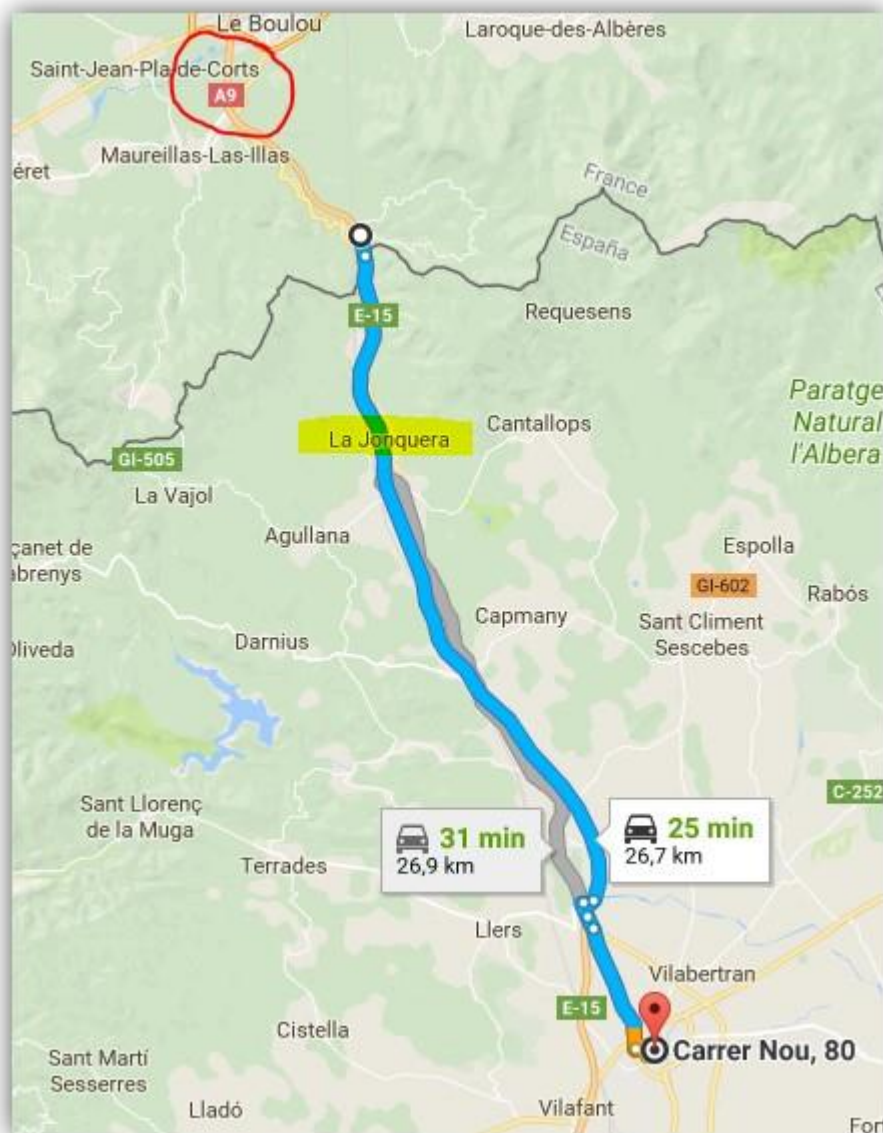 Le Boulou
Laroque-des-Albères
Saint-Jean-Pla-de-Corts
A9
Maureillas-Las-Illas
éret
France
España
E-15
Requesens
Paratge
Natural
l'Albera
La Jonquera
Cantallops
GI-505
La Vajol
Agullana
çanet de
abrenys
Espolla
GI-602
Rabós
Capmany
Sant Climent
Sescebes
Darnius
Oliveda
Sant Llorenç
de la Muga
C-252
31 min
26,9 km
25 min
26,7 km
Terrades
Llers
Vilabertran
E-15
Cistella
Carrer Nou, 80
Sant Martí
Sesserres
Lladó
Vilafant
For